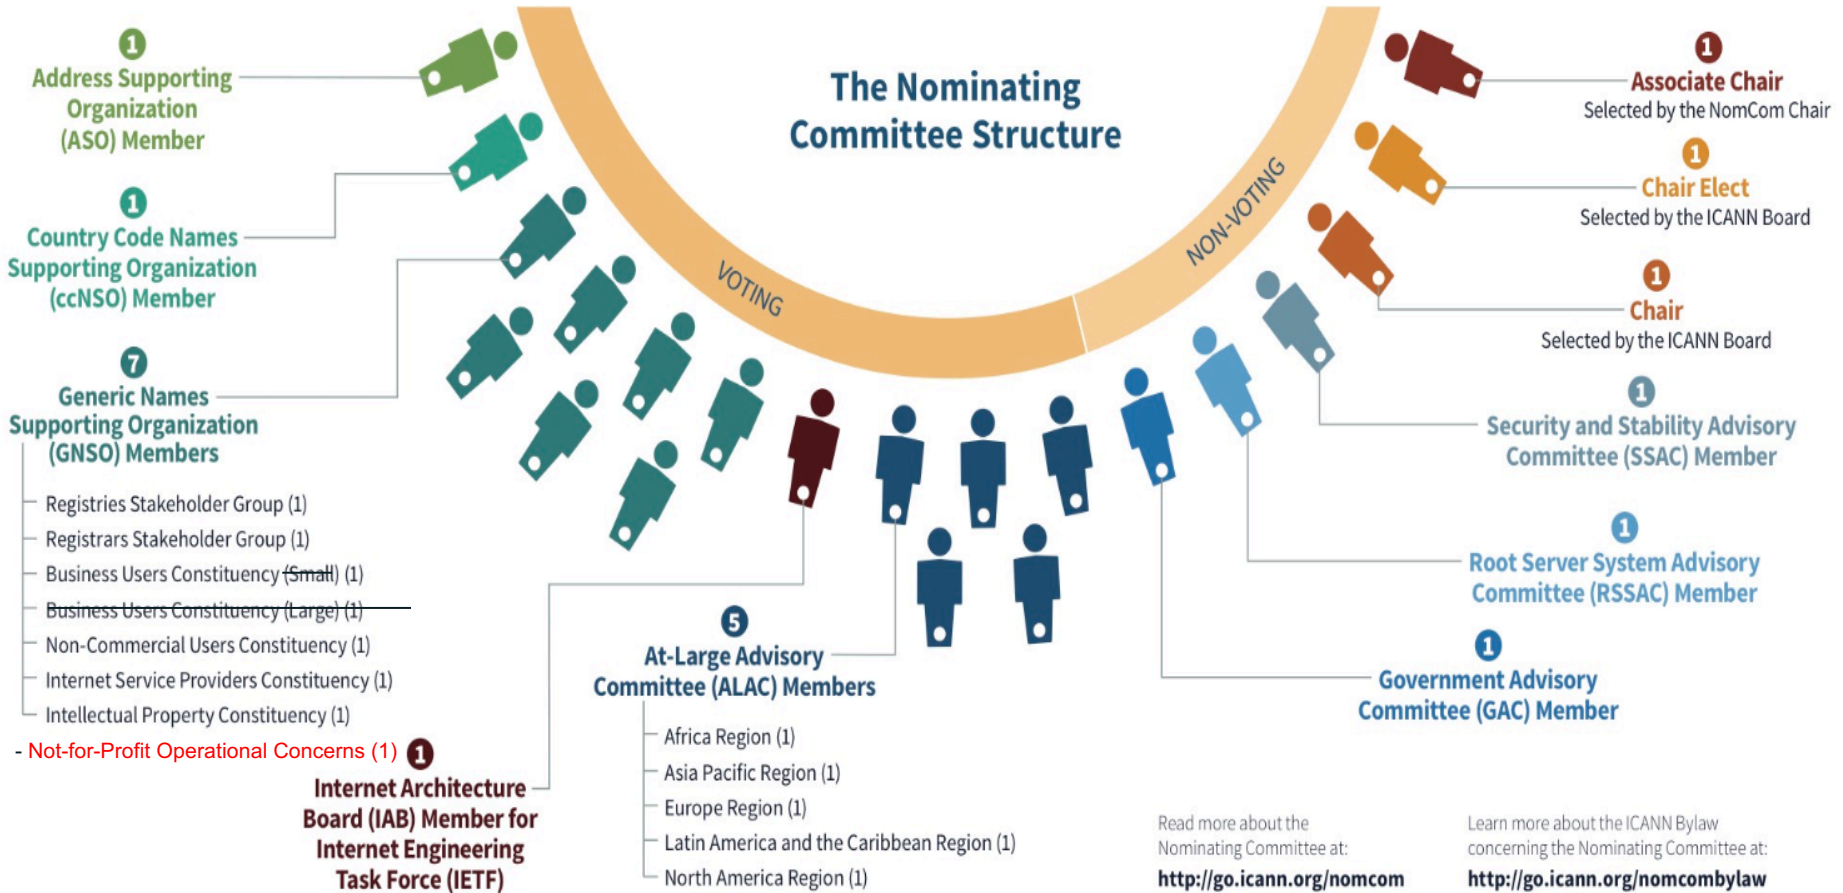 The Nominating
Committee Structure
VOTING
NON-VOTING
1
Address Supporting
Organization
(ASO) Member
1
Country Code Names
Supporting Organization
(ccNSO) Member
7
Generic Names
Supporting Organization
(GNSO) Members
Registries Stakeholder Group (1)
Registrars Stakeholder Group (1)
Business Users Constituency (Small) (1)
Business Users Constituency (Large) (1)
Non-Commercial Users Constituency (1)
Internet Service Providers Constituency (1)
Intellectual Property Constituency (1)
- Not-for-Profit Operational Concerns (1)
1
Internet Architecture
Board (IAB) Member for
Internet Engineering
Task Force (IETF)
5
At-Large Advisory
Committee (ALAC) Members
Africa Region (1)
Asia Pacific Region (1)
Europe Region (1)
Latin America and the Caribbean Region (1)
North America Region (1)
1
Associate Chair
Selected by the NomCom Chair
1
Chair Elect
Selected by the ICANN Board
1
Chair
Selected by the ICANN Board
1
Security and Stability Advisory
Committee (SSAC) Member
1
Root Server System Advisory
Committee (RSSAC) Member
1
Government Advisory
Committee (GAC) Member
Read more about the
Nominating Committee at:
http://go.icann.org/nomcom
Learn more about the ICANN Bylaw
concerning the Nominating Committee at:
http://go.icann.org/nomcombylaw